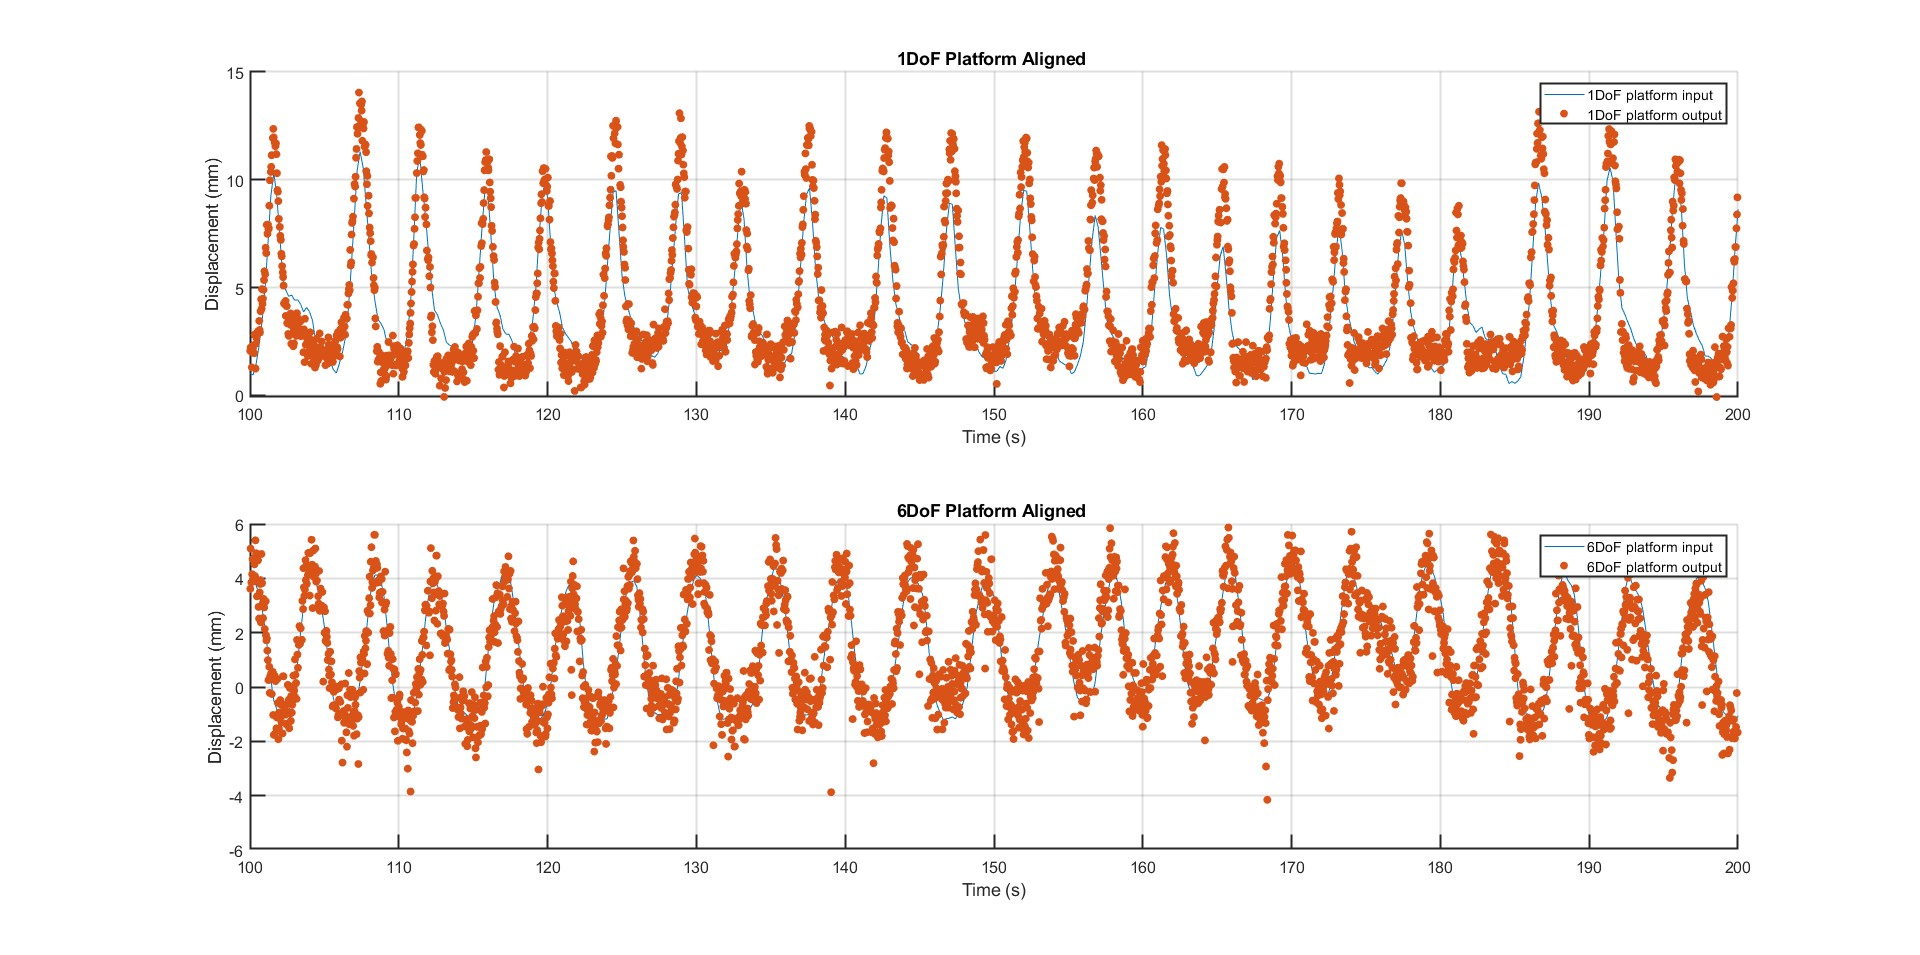 1DoF Platform Aligned
15
10
5
0
Displacement (mm)
1DoF platform input
1DoF platform output
100 110 120 130 140 150 160 170 180 190 200
Time (s)
6DoF Platform Aligned
6
4
2
0
-2
-4
-6
Displacement (mm)
6DoF platform input
6DoF platform output
100 110 120 130 140 150 160 170 180 190 200
Time (s)